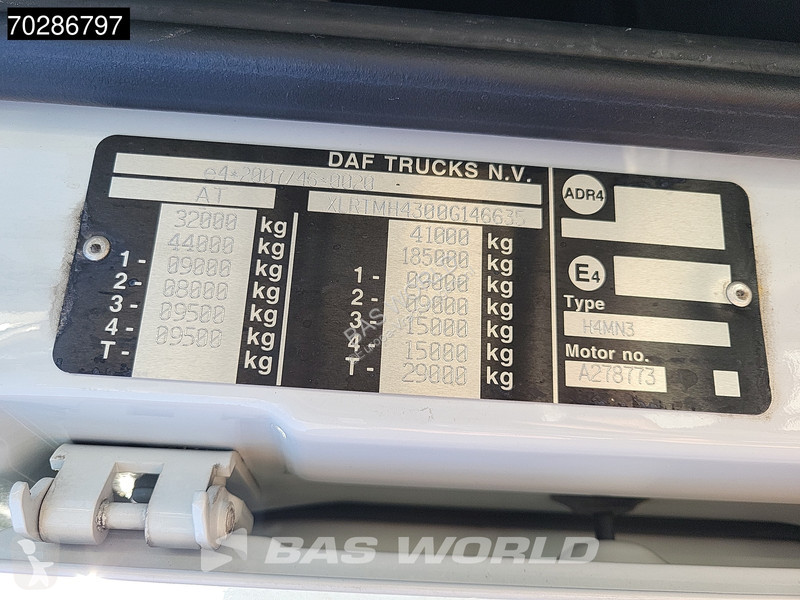 70286797
DAF TRUCKS N.V.
e4*2007/46*0020
A1 XLRTMH4300G146635
32000 kg 41000 kg
44000 kg 185000 kg
1- 09000 kg 1- 09000 kg
2- 08000 kg 2- 09000 kg
3- 09500 kg 3- 15000 kg
4- 09500 kg 4- 15000 kg
T- kg T- 29000 kg
ADR4
E4
Type
H4MN3
Motor no.
A278773
BAS WORLD